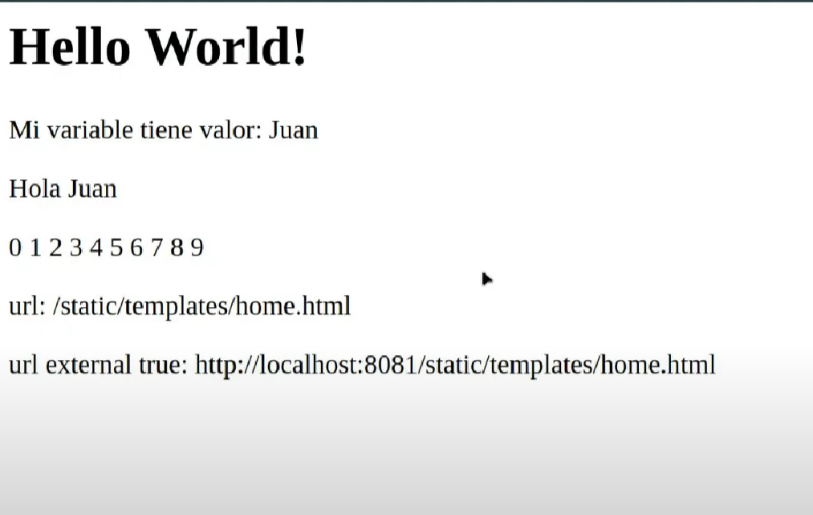 Hello World!
Mi variable tiene valor: Juan
Hola Juan
0 1 2 3 4 5 6 7 8 9
url: /static/templates/home.html
url external true: http://localhost:8081/static/templates/home.html